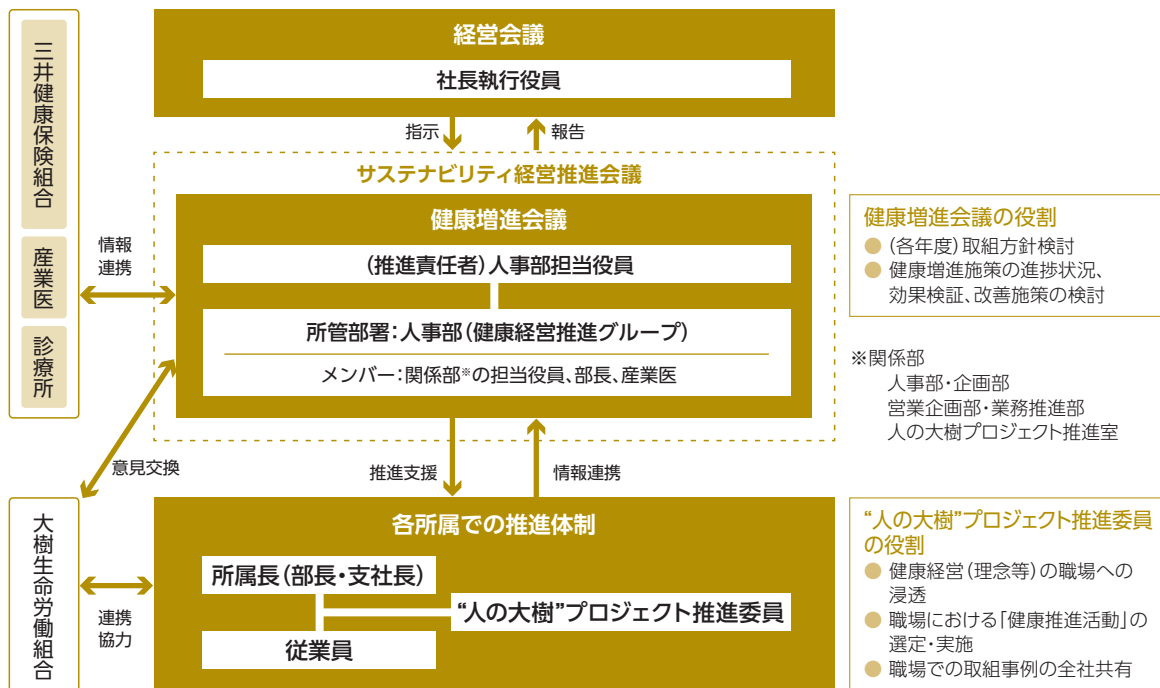 三井健康保険組合
産業医
診療所
情報
連携
経営会議
社長執行役員
指示
報告
サステナビリティ経営推進会議
健康増進会議
(推進責任者)人事部担当役員
所管部署:人事部(健康経営推進グループ)
メンバー:関係部※の担当役員、部長、産業医
健康増進会議の役割
(各年度)取組方針検討
健康増進施策の進捗状況、
効果検証、改善施策の検討
※関係部
人事部・企画部
営業企画部・業務推進部
人の大樹プロジェクト推進室
意見交換
推進支援
情報連携
大樹生命労働組合
連携
協力
各所属での推進体制
所属長(部長・支社長)
“人の大樹”プロジェクト推進委員
従業員
“人の大樹”プロジェクト推進委員
の役割
健康経営(理念等)の職場への
浸透
職場における「健康推進活動」の
選定・実施
職場での取組事例の全社共有